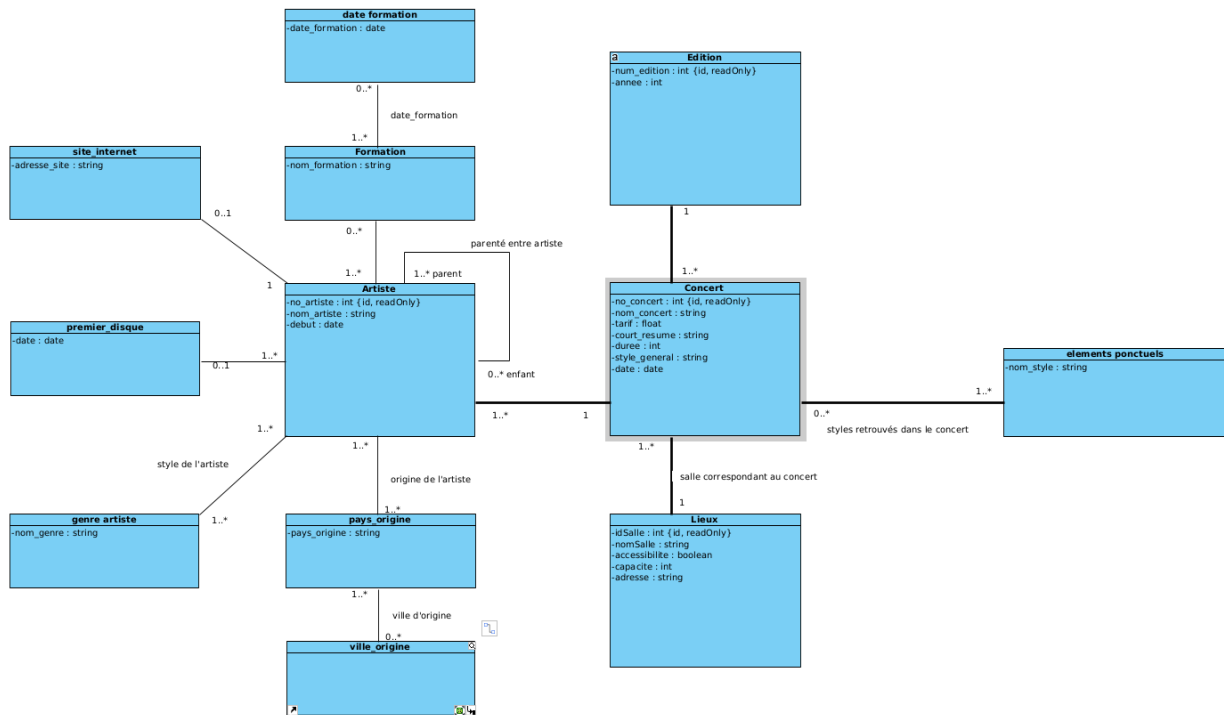 date formation
-date_formation : date
0..*
date_formation
1..*
Formation
-nom_formation : string
0..*
1..*
site_internet
-adresse_site : string
0..1
1
parenté entre artiste
1..* parent
0..* enfant
Artiste
-no_artiste : int {id, readOnly}
-nom_artiste : string
-debut : date
premier_disque
-date : date
0..1
1..*
1..*
style de l'artiste
1..*
genre artiste
-nom_genre : string
1..*
origine de l'artiste
1..*
pays_origine
-pays_origine : string
1..*
ville d'origine
0..*
ville_origine
a
Edition
-num_edition : int {id, readOnly}
-annee : int
1
1..*
Concert
-no_concert : int {id, readOnly}
-nom_concert : string
-tarif : float
-court_resume : string
-duree : int
-style_general : string
-date : date
1..*
1
1..*
salle correspondant au concert
1
Lieux
-idSalle : int {id, readOnly}
-nomSalle : string
-accessibilite : boolean
-capacite : int
-adresse : string
0..*
styles retrouvés dans le concert
1..*
elements ponctuels
-nom_style : string